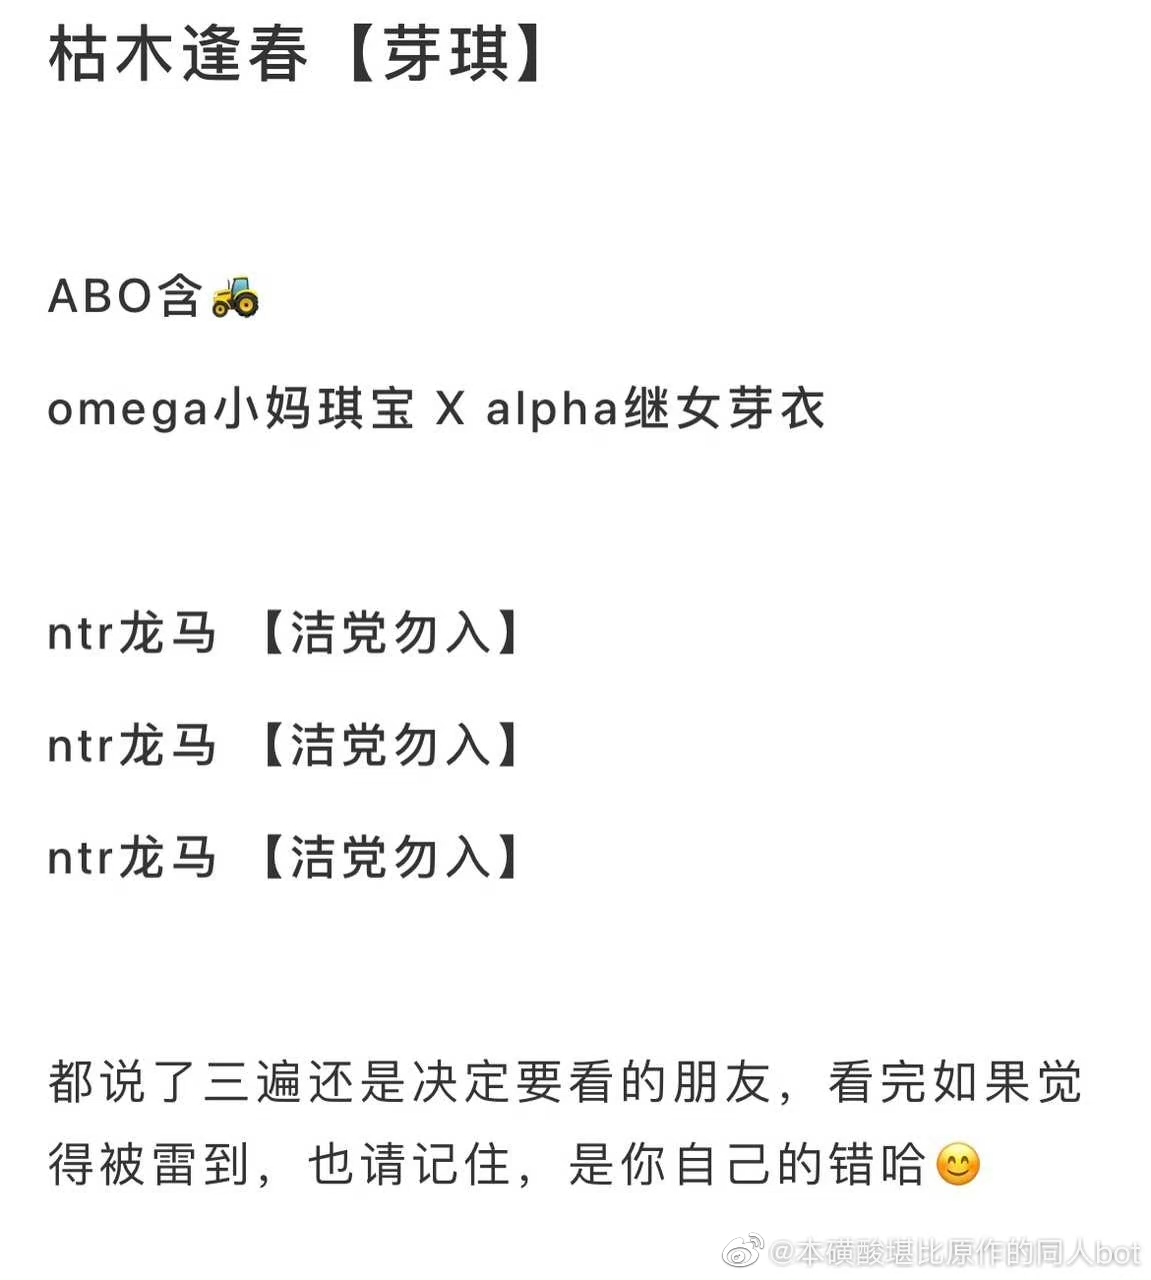 枯木逢春【芽琪】
ABO含🚜
omega小妈琪宝 X alpha继女芽衣
ntr龙马 【洁党勿入】
ntr龙马 【洁党勿入】
ntr龙马 【洁党勿入】
都说了三遍还是决定要看的朋友，看完如果觉
得被雷到，也请记住，是你自己的错哈😊
@本磺酸堪比原作的同人bot